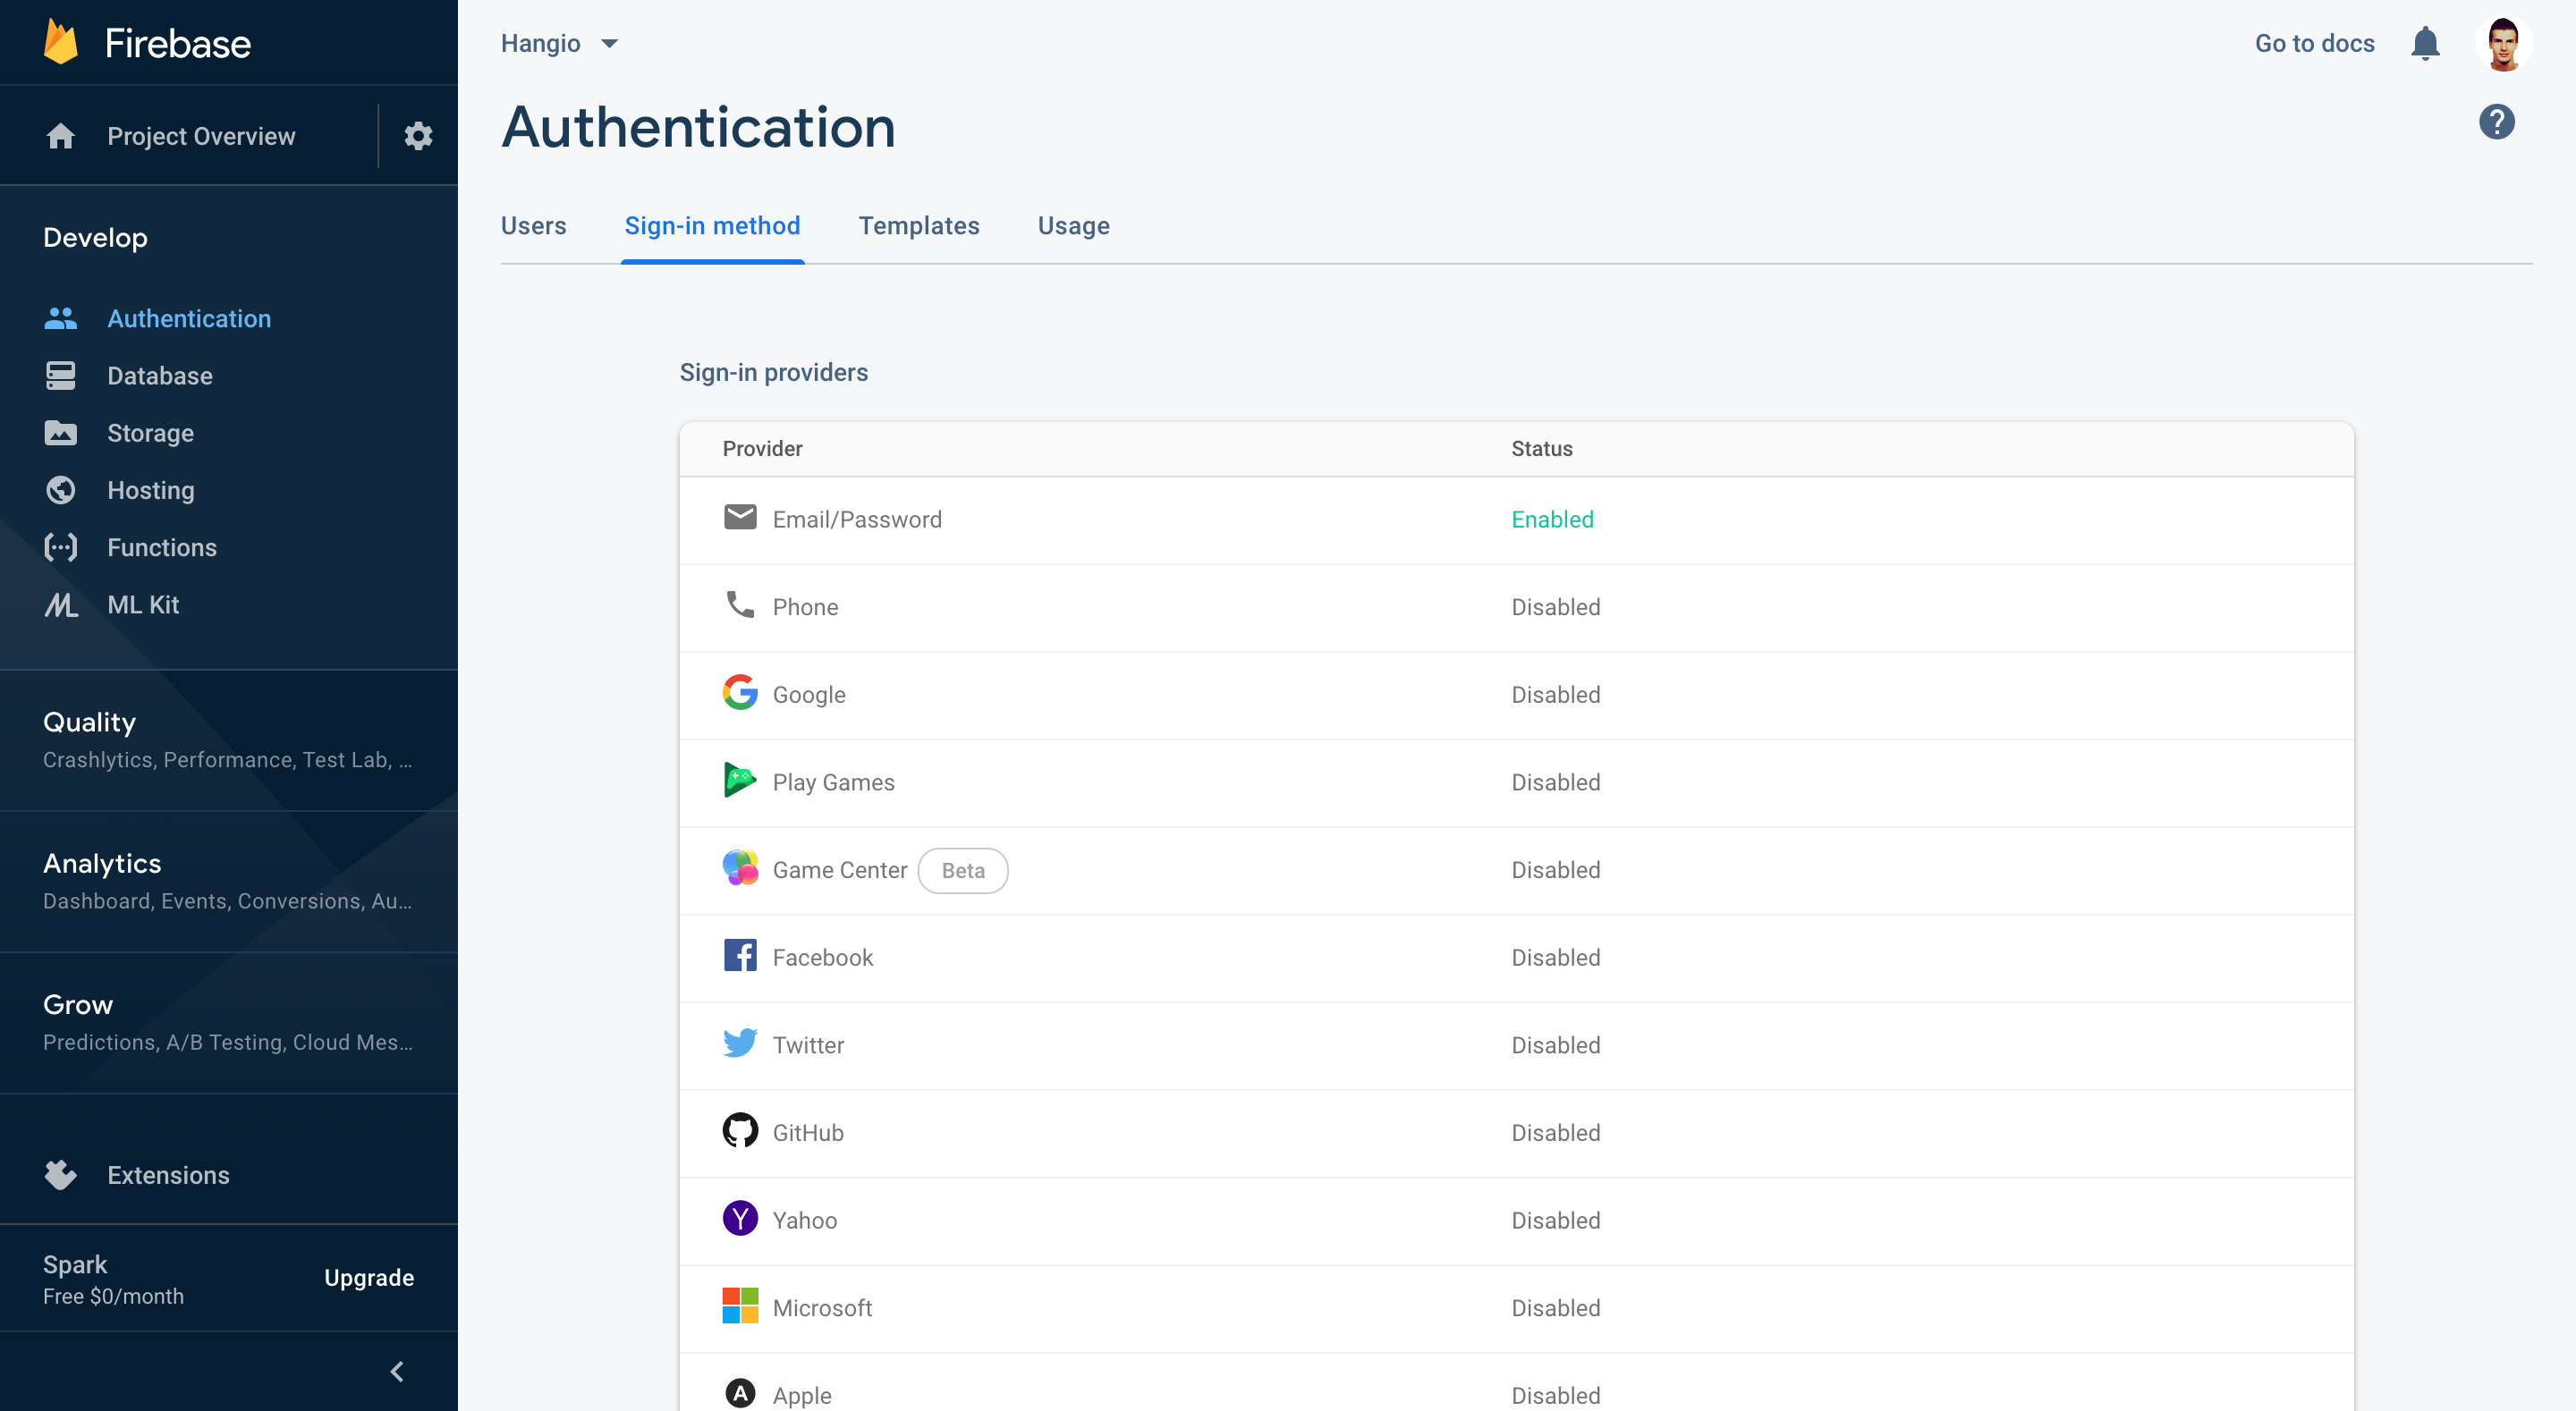 Firebase
Project Overview
Develop
Authentication
Database
Storage
Hosting
Functions
ML Kit
Quality
Crashlytics, Performance, Test Lab, ...
Analytics
Dashboard, Events, Conversions, Au...
Grow
Predictions, A/B Testing, Cloud Mes...
Extensions
Spark
Free $0/month
Upgrade
Hangio
Go to docs
Authentication
Users Sign-in method Templates Usage
Sign-in providers
Provider Status
Email/Password Enabled
Phone Disabled
Google Disabled
Play Games Disabled
Game Center Beta Disabled
Facebook Disabled
Twitter Disabled
GitHub Disabled
Yahoo Disabled
Microsoft Disabled
Apple Disabled